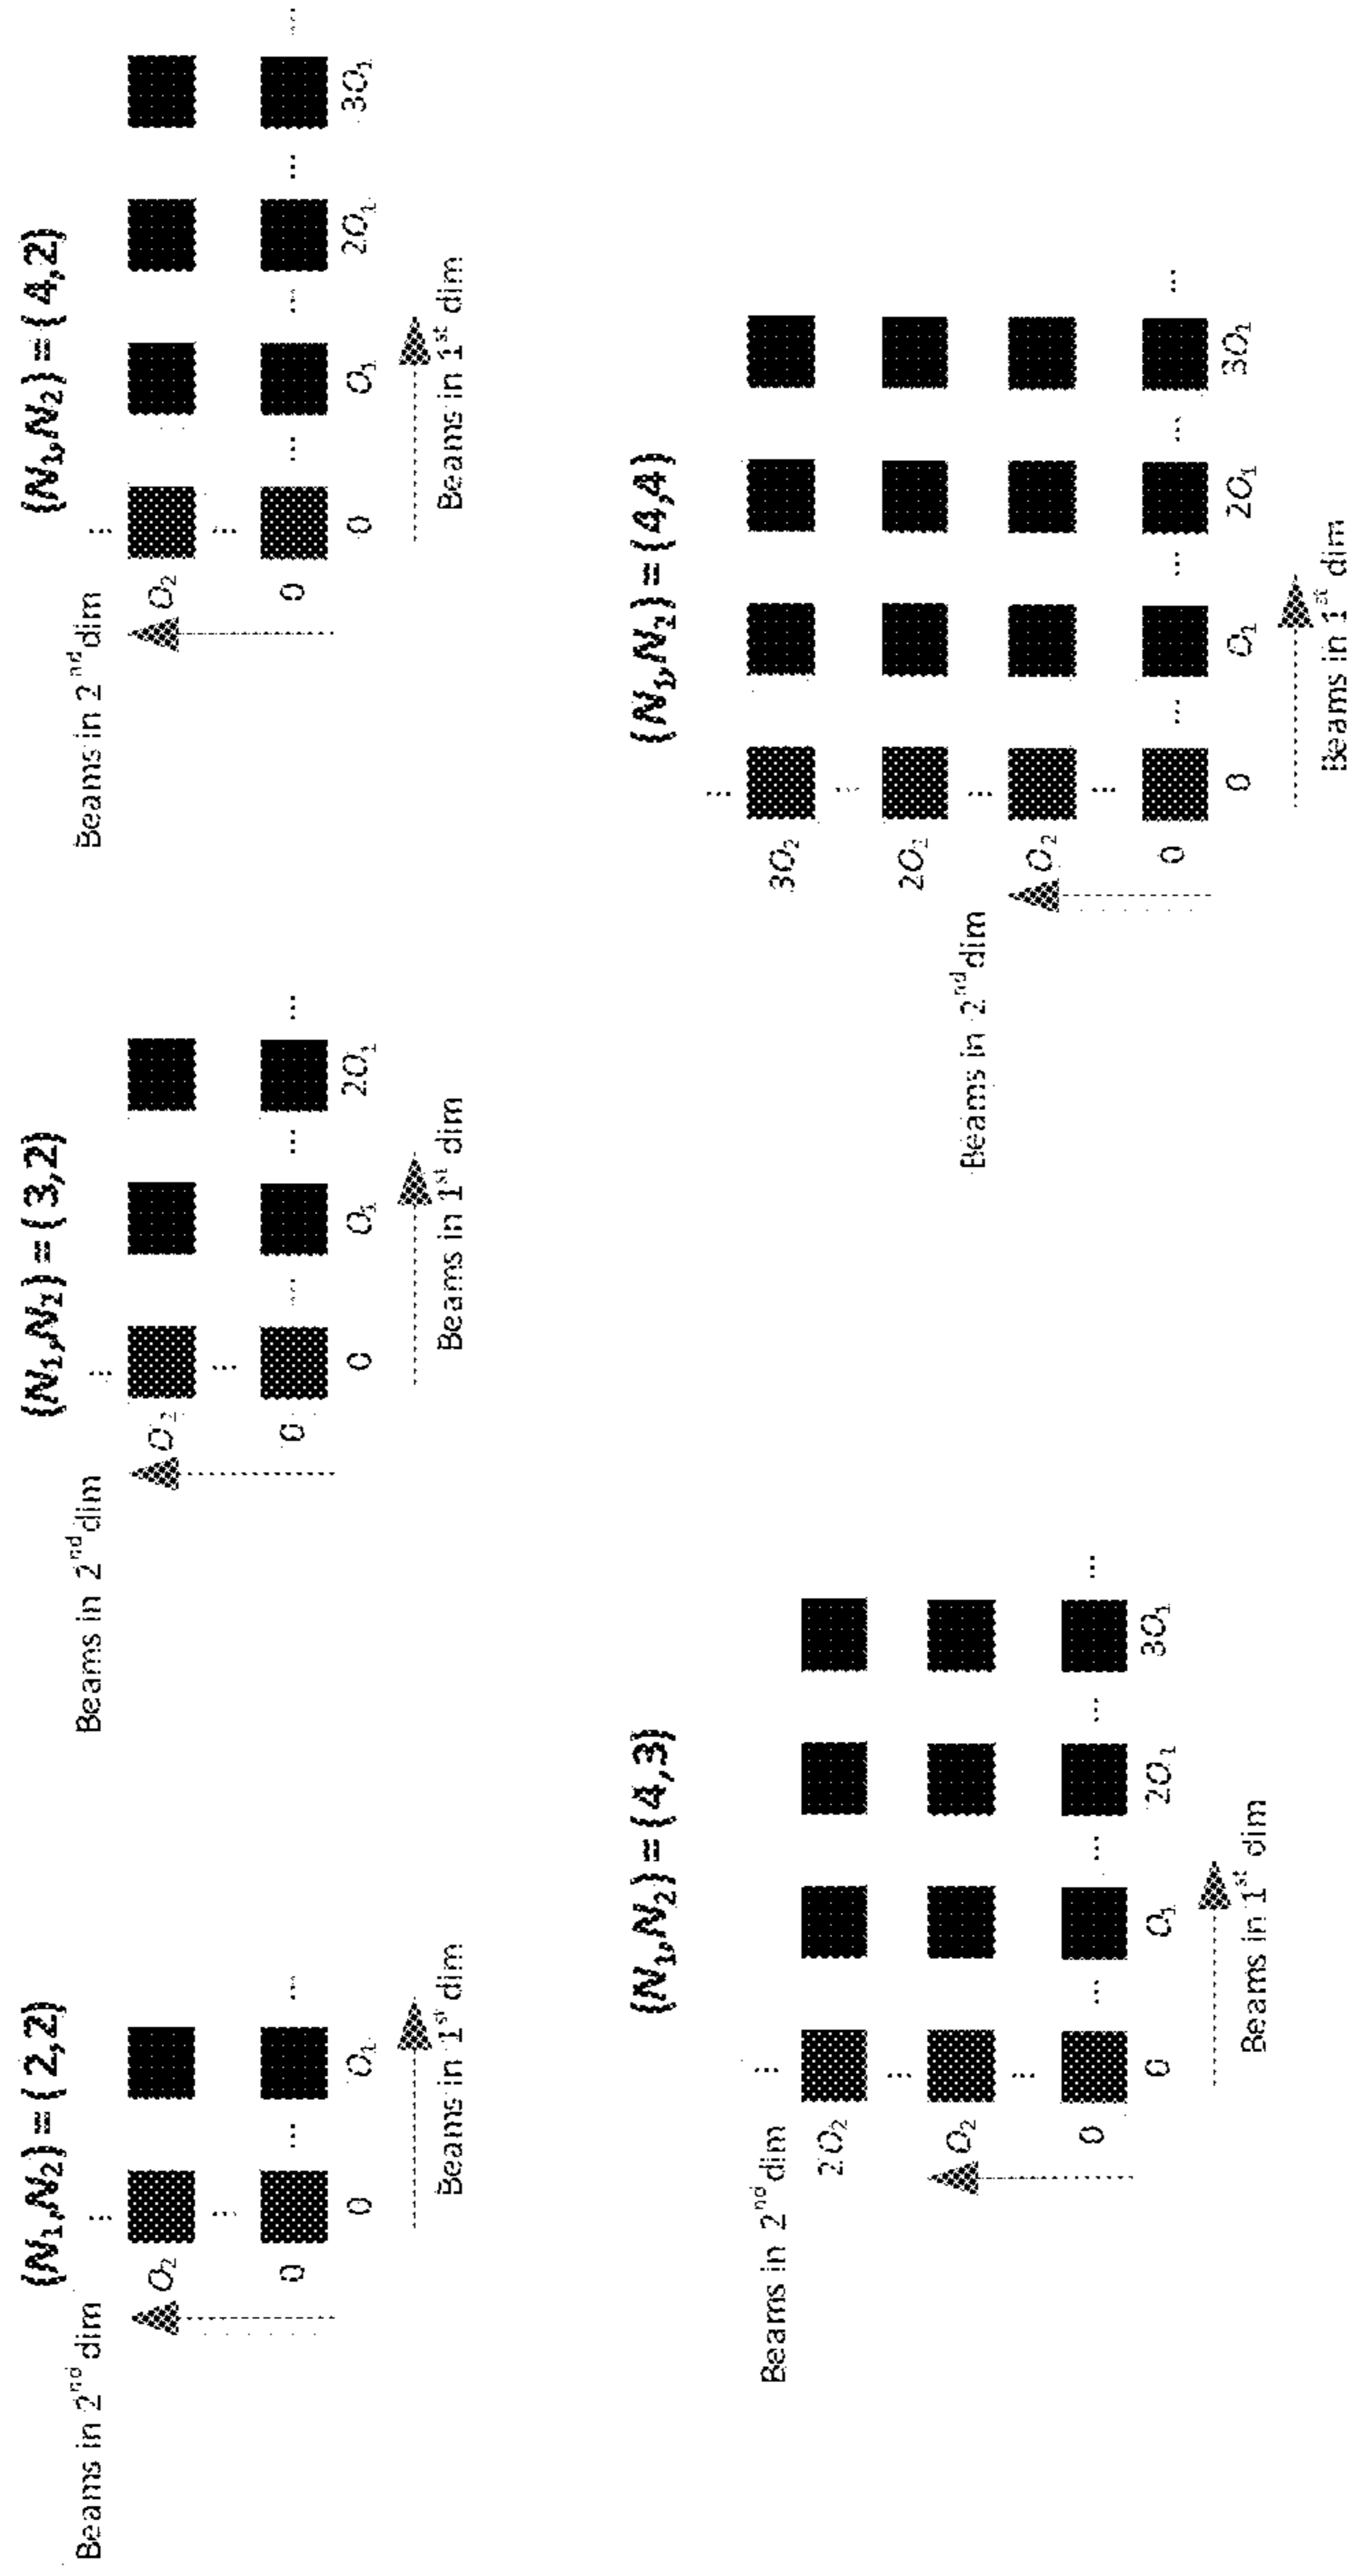 (N₁,N₂) = (2,2)
Beams in 2ⁿᵈ dim
⋮
O₂
⋮
0
... ...
0 O₁
Beams in 1ˢᵗ dim
(N₁,N₂) = (3,2)
Beams in 2ⁿᵈ dim
⋮
O₂
⋮
0
... ... ...
0 O₁ 2O₁
Beams in 1ˢᵗ dim
(N₁,N₂) = (4,2)
Beams in 2ⁿᵈ dim
⋮
O₂
⋮
0
... ... ... ...
0 O₁ 2O₁ 3O₁
Beams in 1ˢᵗ dim
(N₁,N₂) = (4,3)
Beams in 2ⁿᵈ dim
⋮
2O₂
⋮
O₂
⋮
0
... ... ... ...
0 O₁ 2O₁ 3O₁
Beams in 1ˢᵗ dim
(N₁,N₁) = (4,4)
⋮
3O₂
⋮
2O₂
⋮
Beams in 2ⁿᵈ dim
O₂
⋮
0
... ... ... ...
0 O₁ 2O₁ 3O₁
Beams in 1ˢᵗ dim